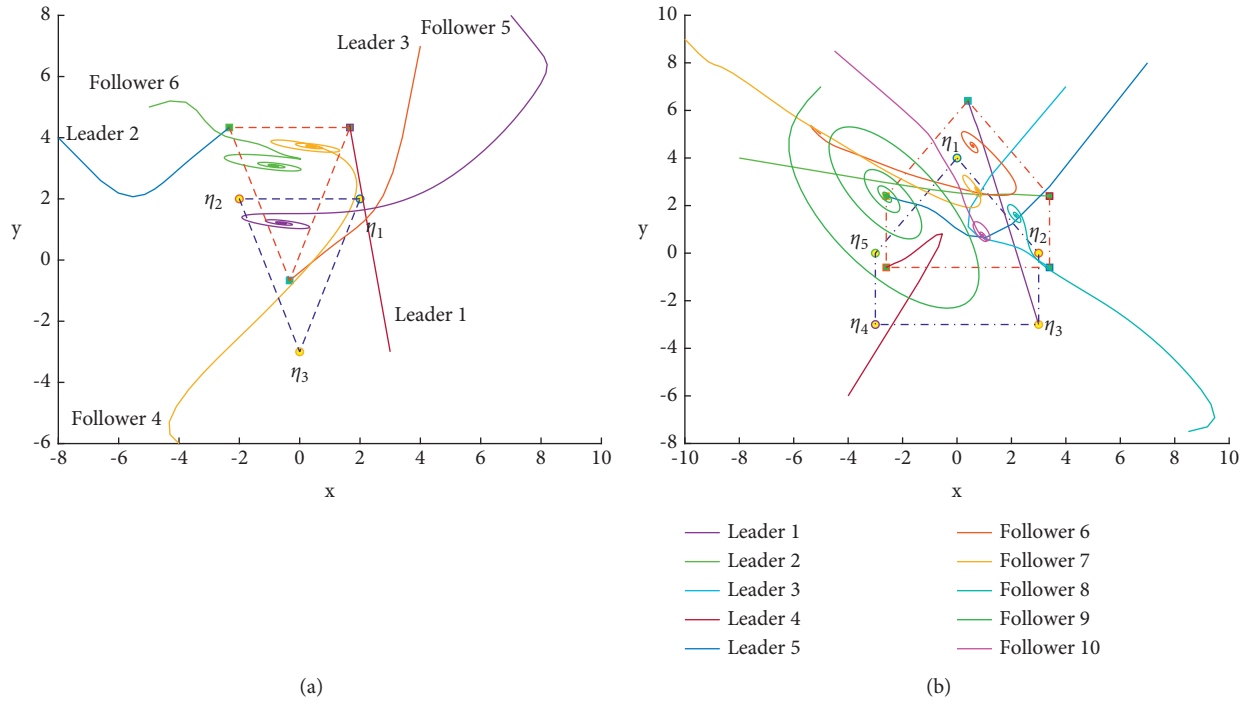 8
6
4
2
0
-2
-4
-6
y
-8 -6 -4 -2 0 2 4 6 8 10
x
Leader 3 Follower 5
Follower 6
Leader 2
η2
η1
Leader 1
η3
Follower 4
(a)
10
8
6
4
2
0
-2
-4
-6
-8
y
-10 -8 -6 -4 -2 0 2 4 6 8 10
x
η1
η5 η2
η4 η3
Leader 1 Follower 6
Leader 2 Follower 7
Leader 3 Follower 8
Leader 4 Follower 9
Leader 5 Follower 10
(b)